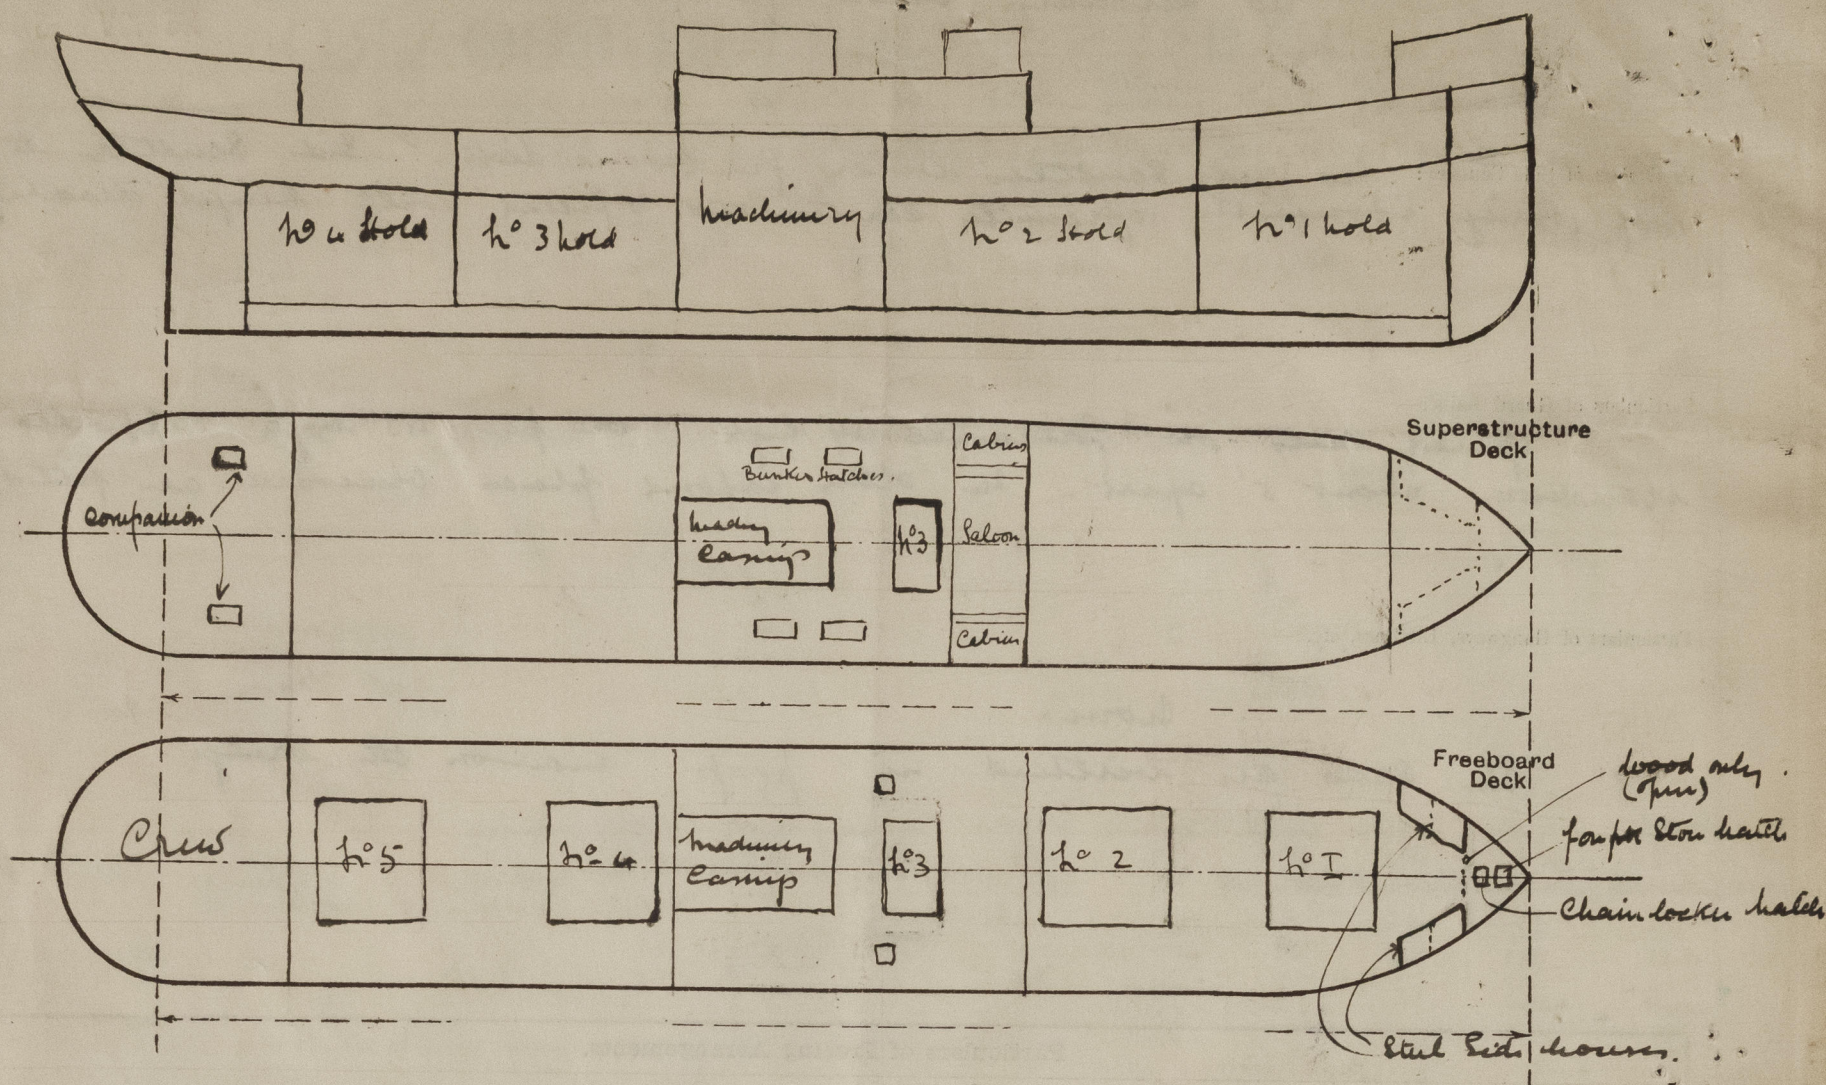 No 4 Hold
No 3 hold
Machinery
No 2 Hold
No 1 hold
Superstructure
Deck
Companion
Bunker Hatches.
Cabins
Machy
Casing
No 3
Saloon
Cabins
Freeboard
Deck
Wood only
(open)
Crew
No 5
No 4
Machinery
Casing
No 3
No 2
No I
Store hatch
Chain locker hatch
Steel Side houses.